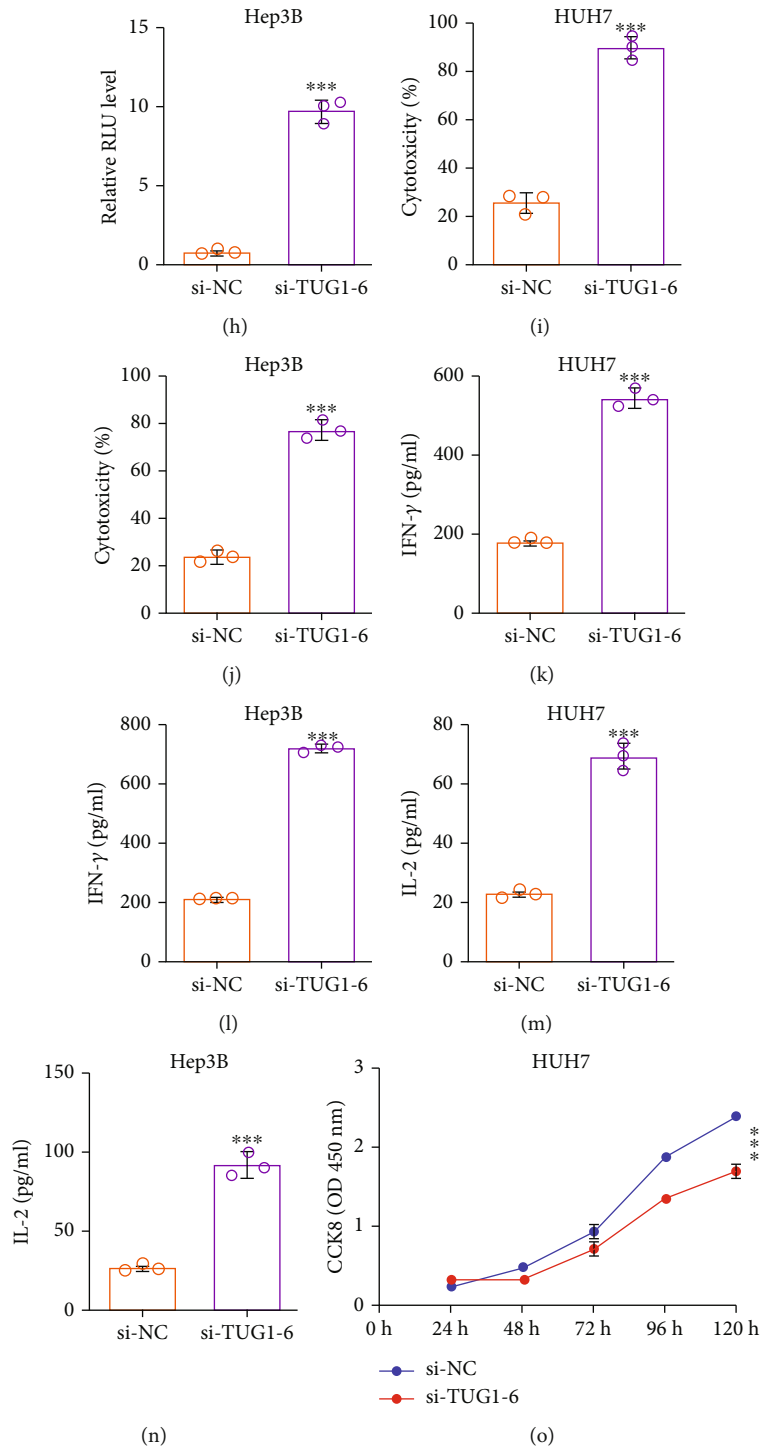 Hep3B
15
10
5
0
Relative RLU level
***
si-NC
si-TUG1-6
(h)
HUH7
100
80
60
40
20
0
Cytotoxicity (%)
***
si-NC
si-TUG1-6
(i)
Hep3B
100
80
60
40
20
0
Cytotoxicity (%)
***
si-NC
si-TUG1-6
(j)
HUH7
600
400
200
0
IFN-γ (pg/ml)
***
si-NC
si-TUG1-6
(k)
Hep3B
800
600
400
200
0
IFN-γ (pg/ml)
***
si-NC
si-TUG1-6
(l)
HUH7
80
60
40
20
0
IL-2 (pg/ml)
***
si-NC
si-TUG1-6
(m)
Hep3B
150
100
50
0
IL-2 (pg/ml)
***
si-NC
si-TUG1-6
(n)
HUH7
3
2
1
0
CCK8 (OD 450 nm)
***
0 h 24 h 48 h 72 h 96 h 120 h
si-NC
si-TUG1-6
(o)